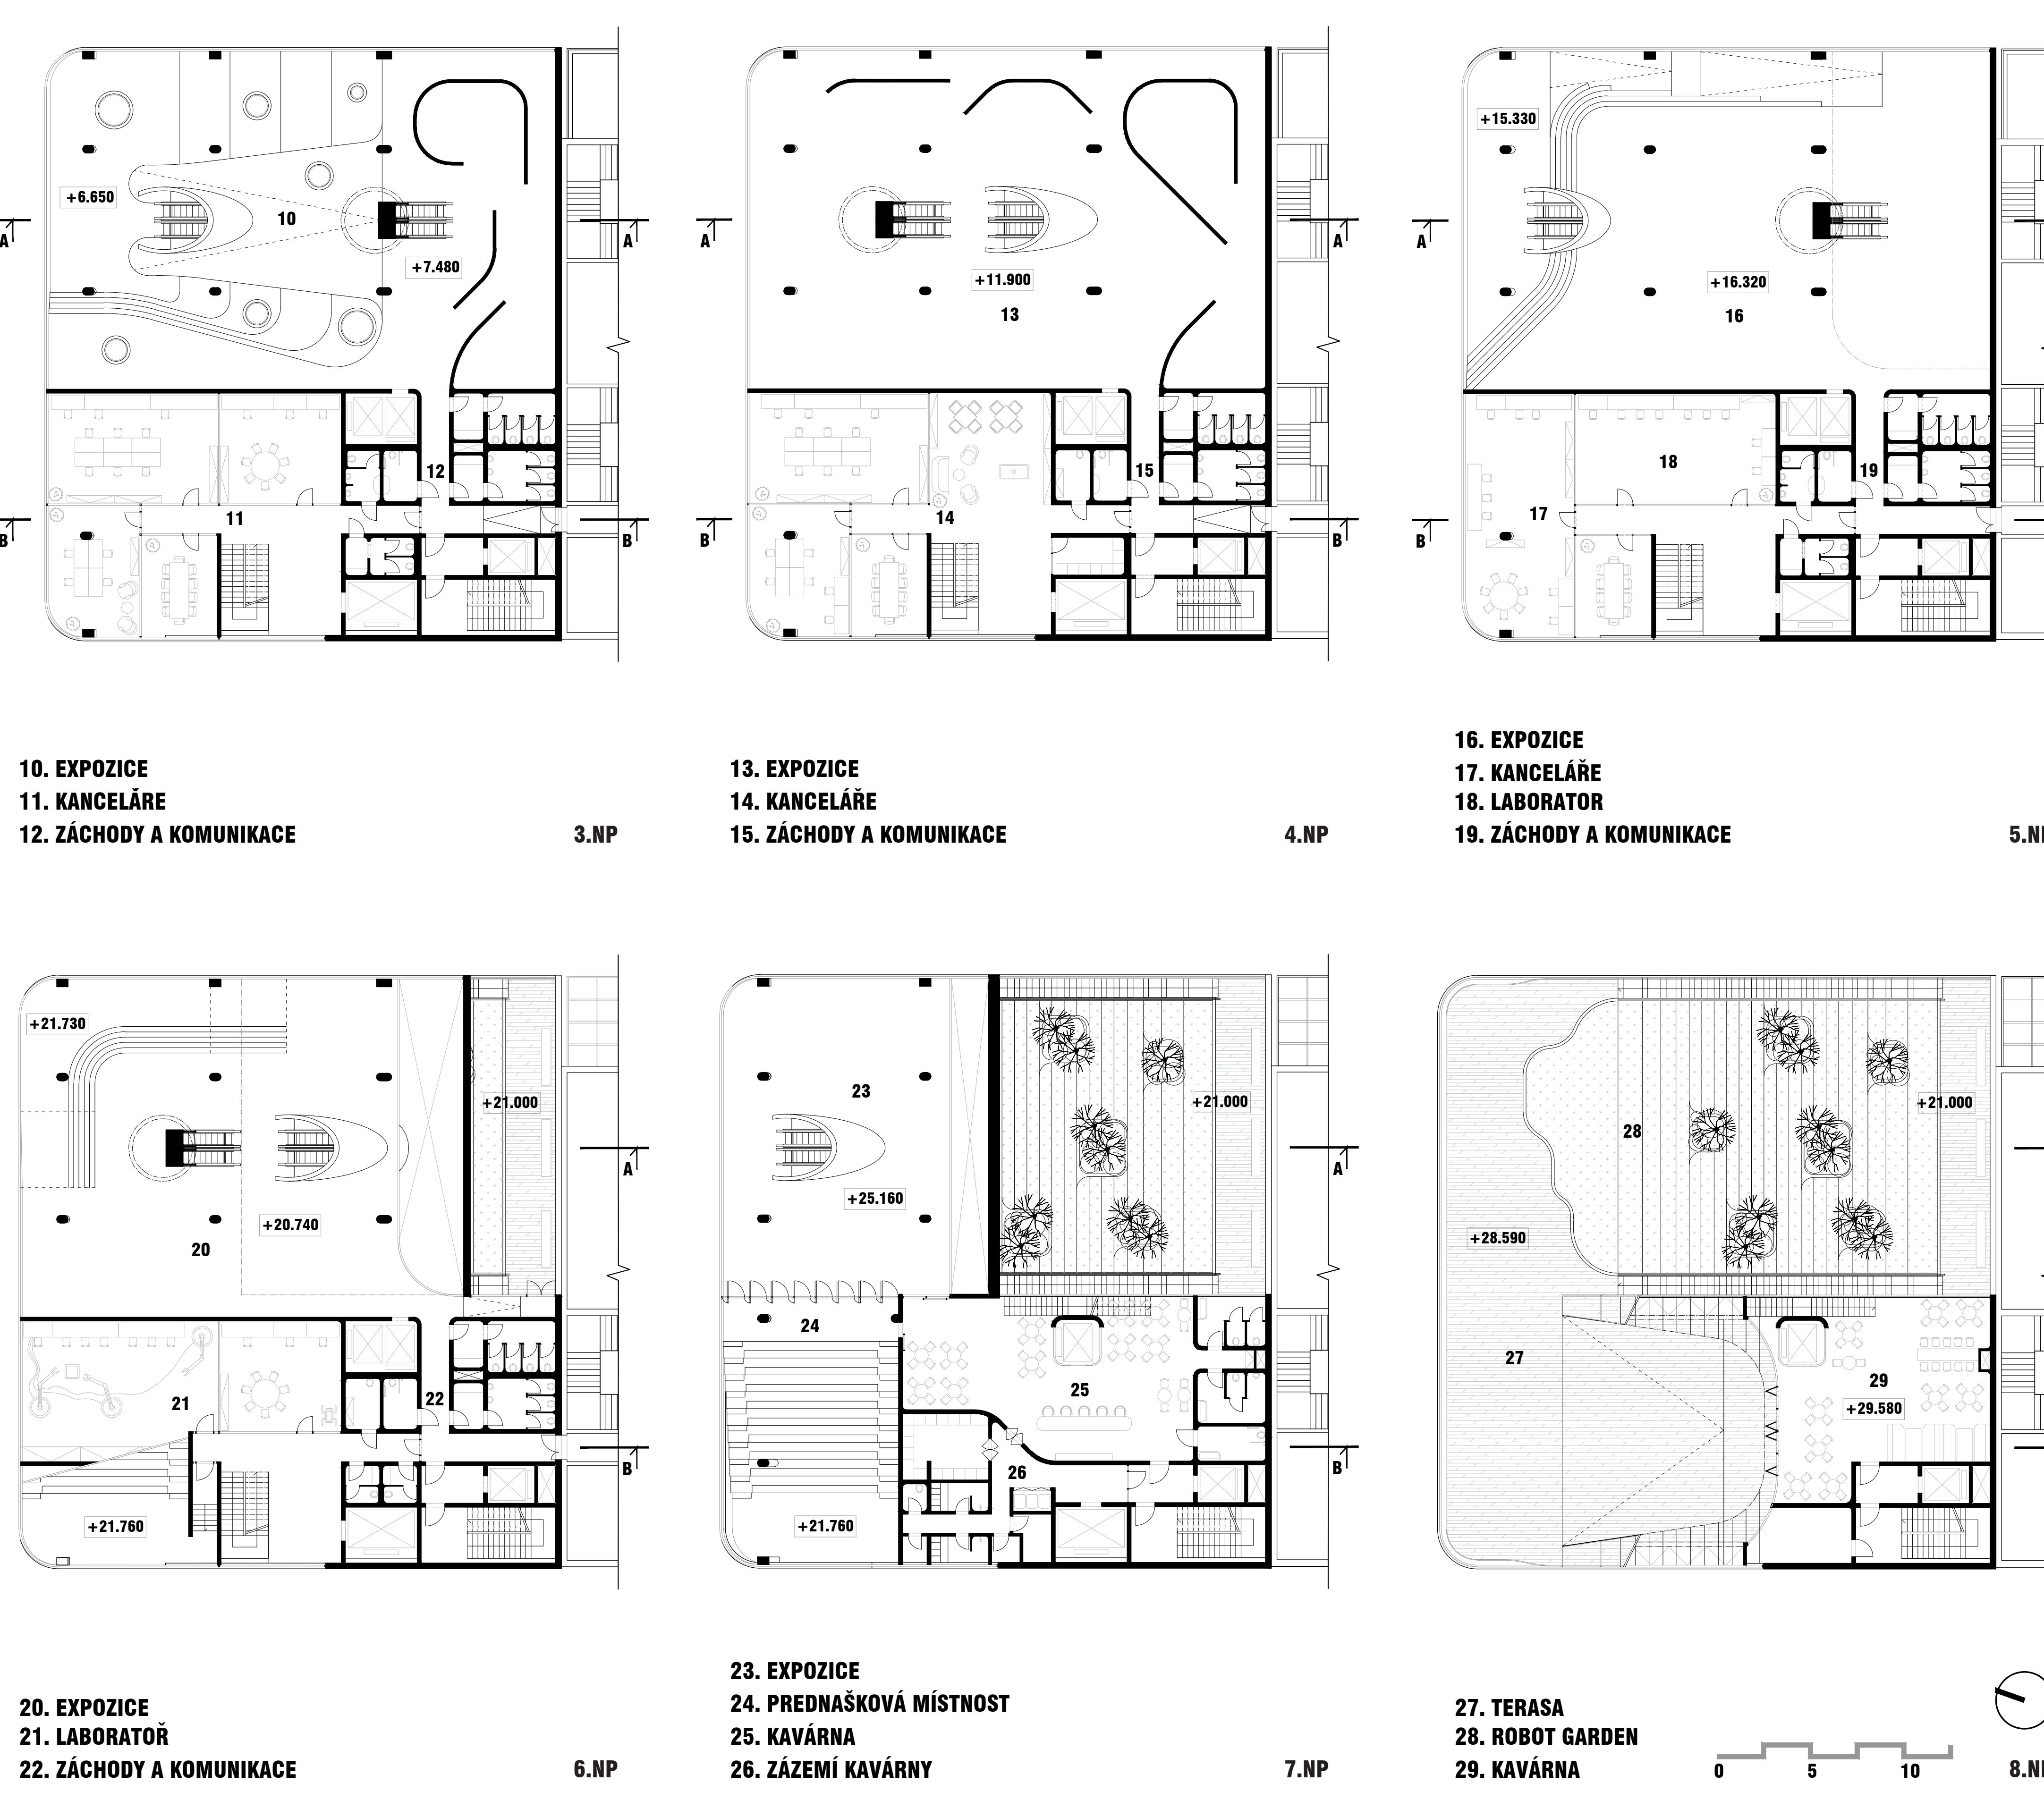 +6.650
10
A
A
+7.480
12
11
B
B
10. EXPOZICE
11. KANCELĂRE
12. ZÁCHODY A KOMUNIKACE
3.NP
A
A
+11.900
13
15
14
B
B
13. EXPOZICE
14. KANCELÁŘE
15. ZÁCHODY A KOMUNIKACE
4.NP
+15.330
A
+16.320
16
18
19
17
B
16. EXPOZICE
17. KANCELÁŘE
18. LABORATOR
19. ZÁCHODY A KOMUNIKACE
+21.730
+21.000
A
+20.740
20
22
21
B
+21.760
20. EXPOZICE
21. LABORATOŘ
22. ZÁCHODY A KOMUNIKACE
6.NP
23
+21.000
A
+25.160
24
25
B
26
+21.760
23. EXPOZICE
24. PREDNAŠKOVÁ MÍSTNOST
25. KAVÁRNA
26. ZÁZEMÍ KAVÁRNY
7.NP
+21.000
28
+28.590
27
29
+29.580
27. TERASA
28. ROBOT GARDEN
29. KAVÁRNA
0 5 10